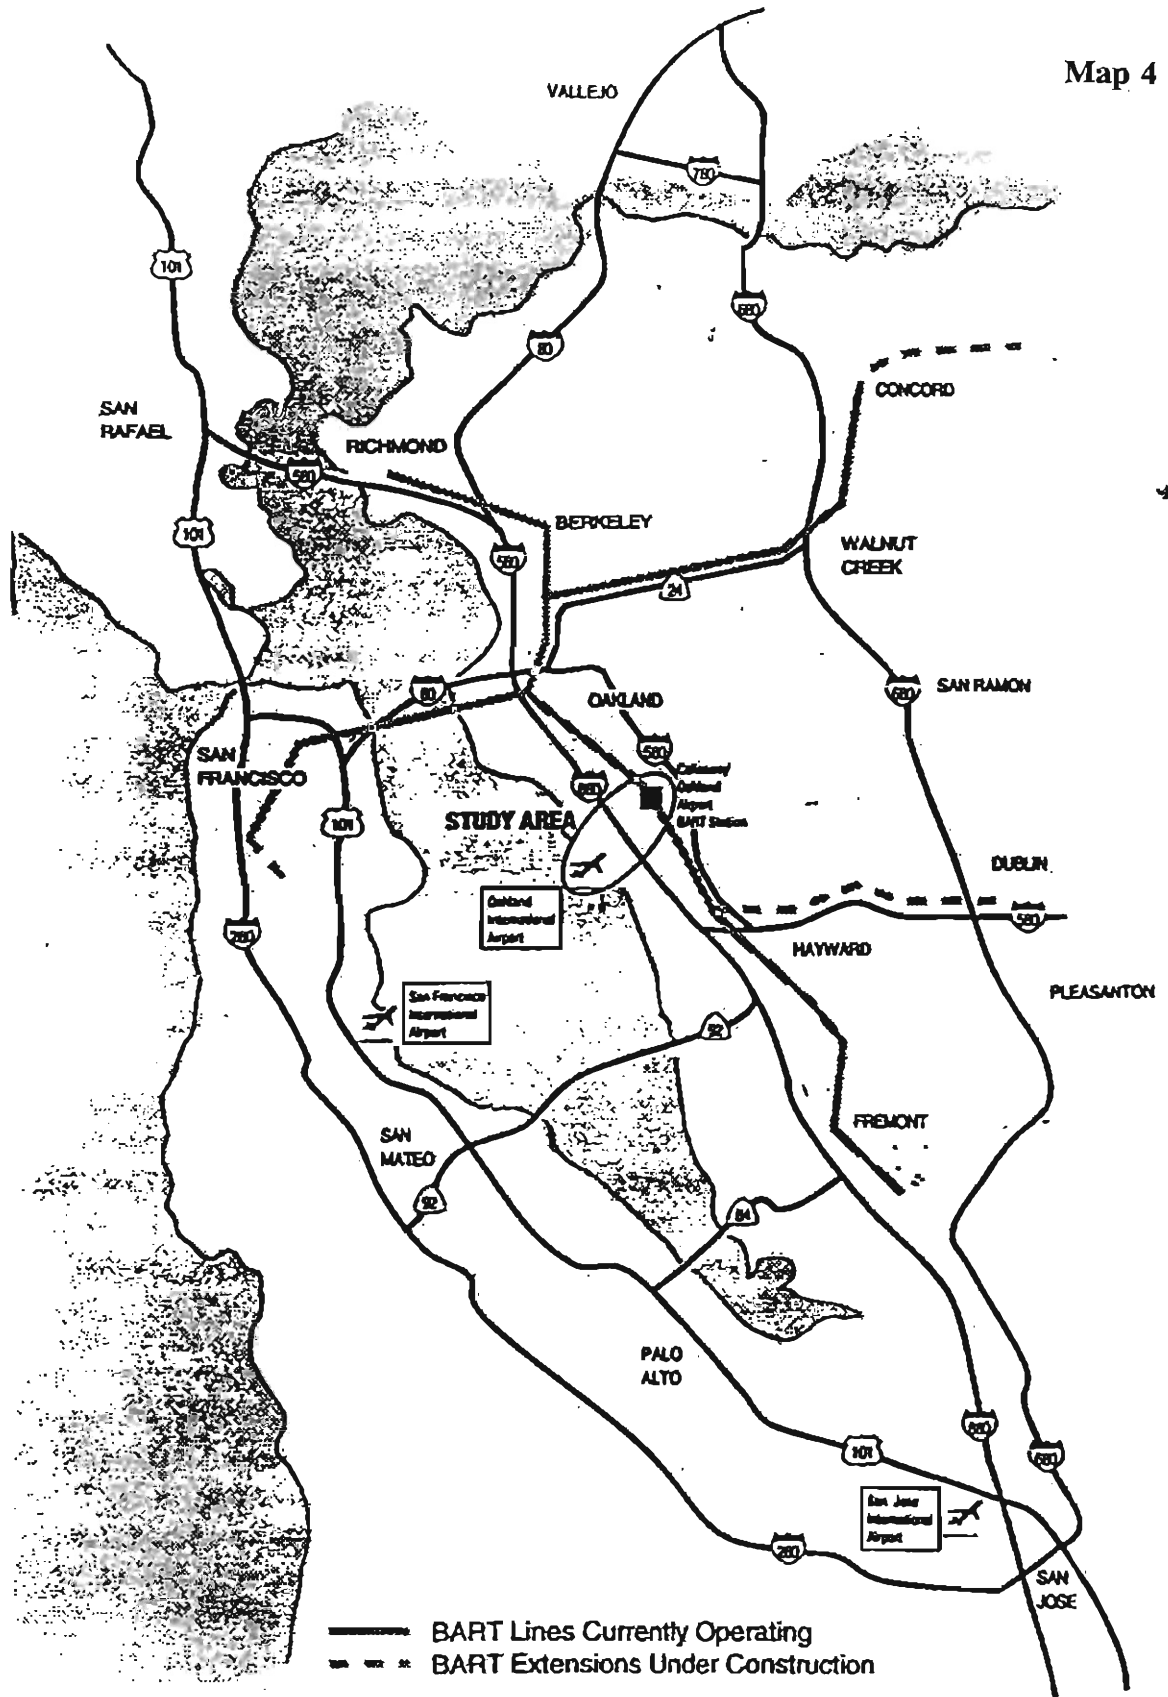 Map 4
VALLEJO
780
101
680
80
CONCORD
SAN
RAFAEL
RICHMOND
580
101
BERKELEY
580
WALNUT
CREEK
24
680
SAN RAMON
80
OAKLAND
580
SAN
FRANCISCO
Coliseum/
Oakland
Airport
BART Station
880
101
STUDY AREA
DUBLIN
Oakland
International
Airport
580
280
HAYWARD
PLEASANTON
San Francisco
International
Airport
92
FREMONT
SAN
MATEO
92
84
PALO
ALTO
880
101
680
San Jose
International
Airport
280
SAN
JOSE
BART Lines Currently Operating
BART Extensions Under Construction